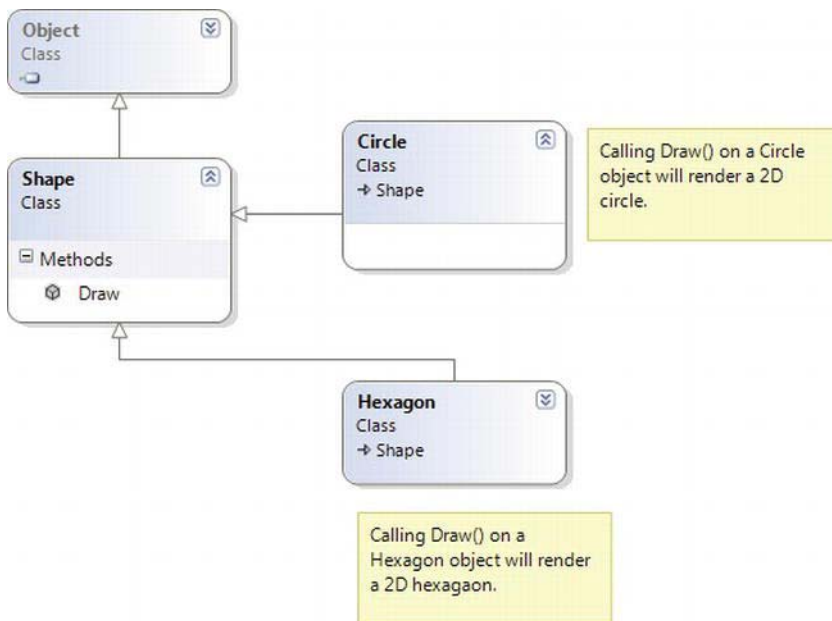 Object
Class
Shape
Class
Methods
Draw
Circle
Class
Shape
Calling Draw() on a Circle
object will render a 2D
circle.
Hexagon
Class
Shape
Calling Draw() on a
Hexagon object will render
a 2D hexagaon.